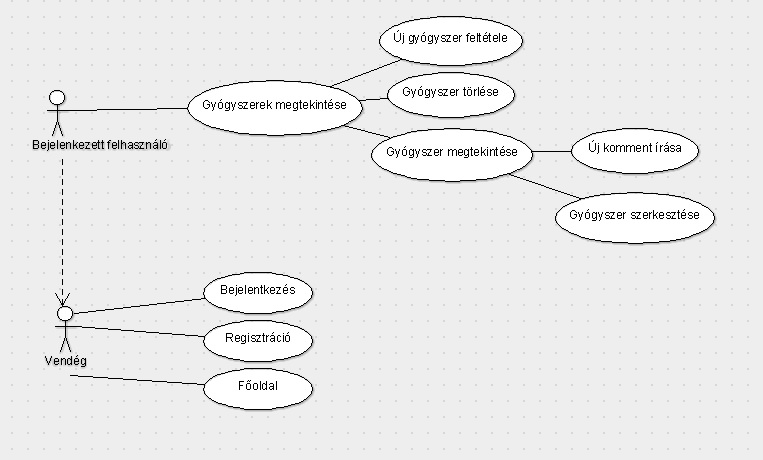 Új gyógyszer feltétele
Gyógyszerek megtekintése
Gyógyszer törlése
Bejelenkezett felhasználó
Gyógyszer megtekintése
Új komment írása
Gyógyszer szerkesztése
Bejelentkezés
Regisztráció
Vendég
Főoldal